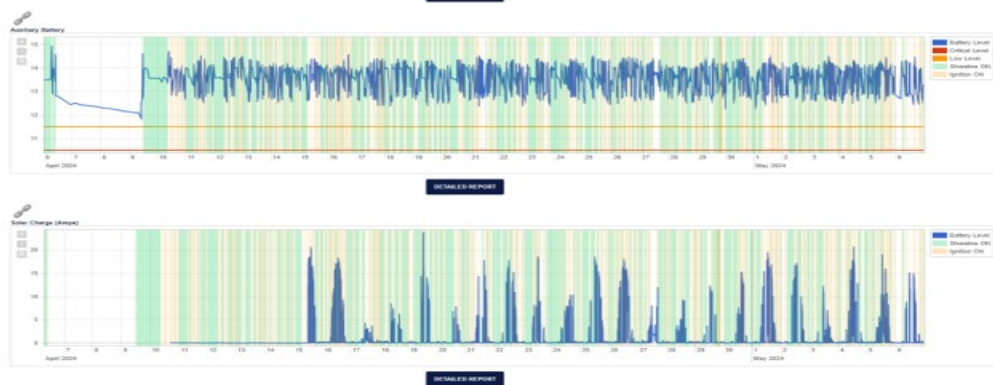 Auxiliary Battery
15
14
13
12
11
Battery Level
Critical Level
Low Level
Shoreline ON
Ignition ON
6 7 8 9 10 11 12 13 14 15 16 17 18 19 20 21 22 23 24 25 26 27 28 29 30 1 2 3 4 5 6
April 2024 May 2024
DETAILED REPORT
Solar Charge (Amps)
20
15
10
5
0
Battery Level
Shoreline ON
Ignition ON
7 8 9 10 11 12 13 14 15 16 17 18 19 20 21 22 23 24 25 26 27 28 29 30 1 2 3 4 5 6
April 2024 May 2024
DETAILED REPORT